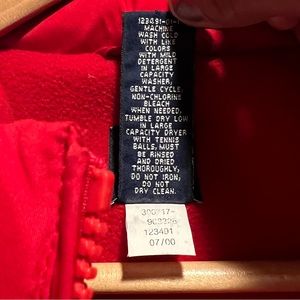 123491-01-1
MACHINE
WASH COLD
WITH LIKE
COLORS
WITH MILD
DETERGENT
IN LARGE
CAPACITY
WASHER,
GENTLE CYCLE.
NON-CHLORINE
BLEACH
WHEN NEEDED.
TUMBLE DRY LOW
IN LARGE
CAPACITY DRYER
WITH TENNIS
BALLS, MUST
BE RINSED
AND DRIED
THOROUGHLY,
DO NOT IRON,
DO NOT
DRY CLEAN.
123491
07/00